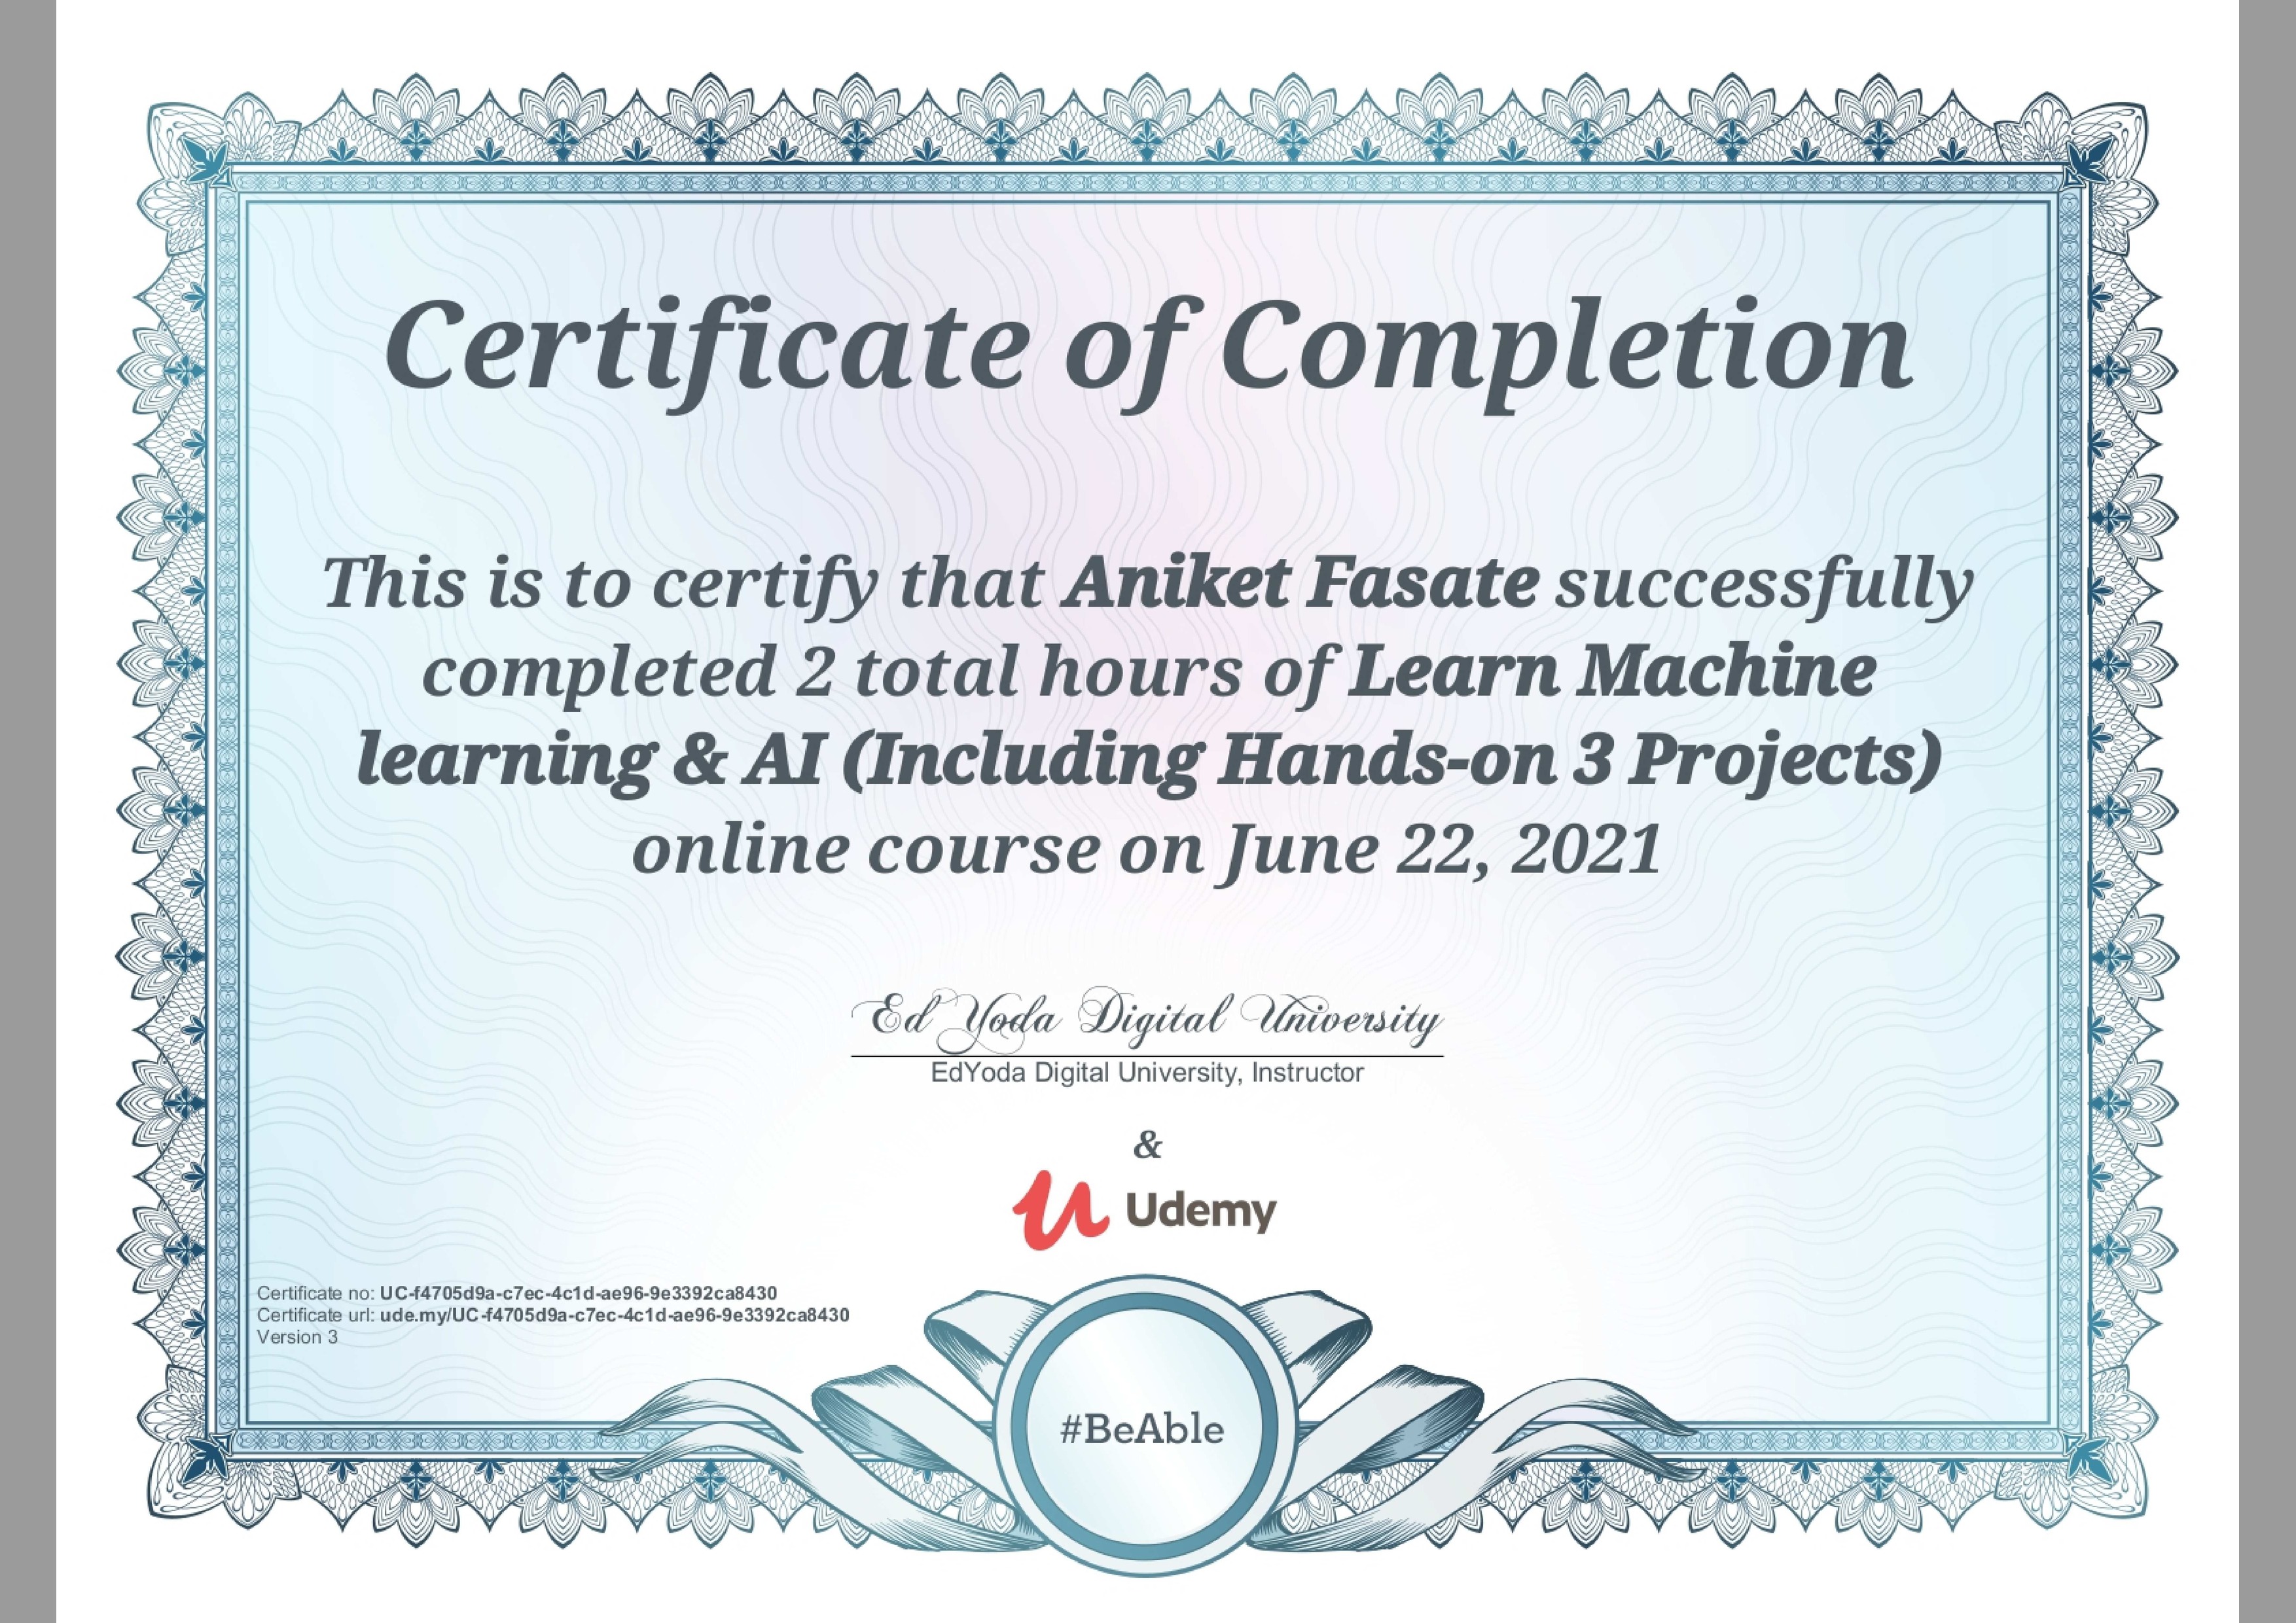 Certificate of Completion
This is to certify that Aniket Fasate successfully
completed 2 total hours of Learn Machine
learning & AI (Including Hands-on 3 Projects)
online course on June 22, 2021
Ed Yoda Digital University
EdYoda Digital University, Instructor
&
Udemy
Certificate no: UC-f4705d9a-c7ec-4c1d-ae96-9e3392ca8430
Certificate url: ude.my/UC-f4705d9a-c7ec-4c1d-ae96-9e3392ca8430
Version 3
#BeAble